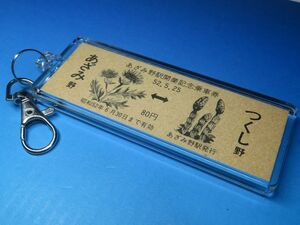 あざみ野駅開業記念乗車券
52.5.25
あざみ野
↔
つくし野
80円
昭和52年6月30日まで有効
あざみ野駅発行